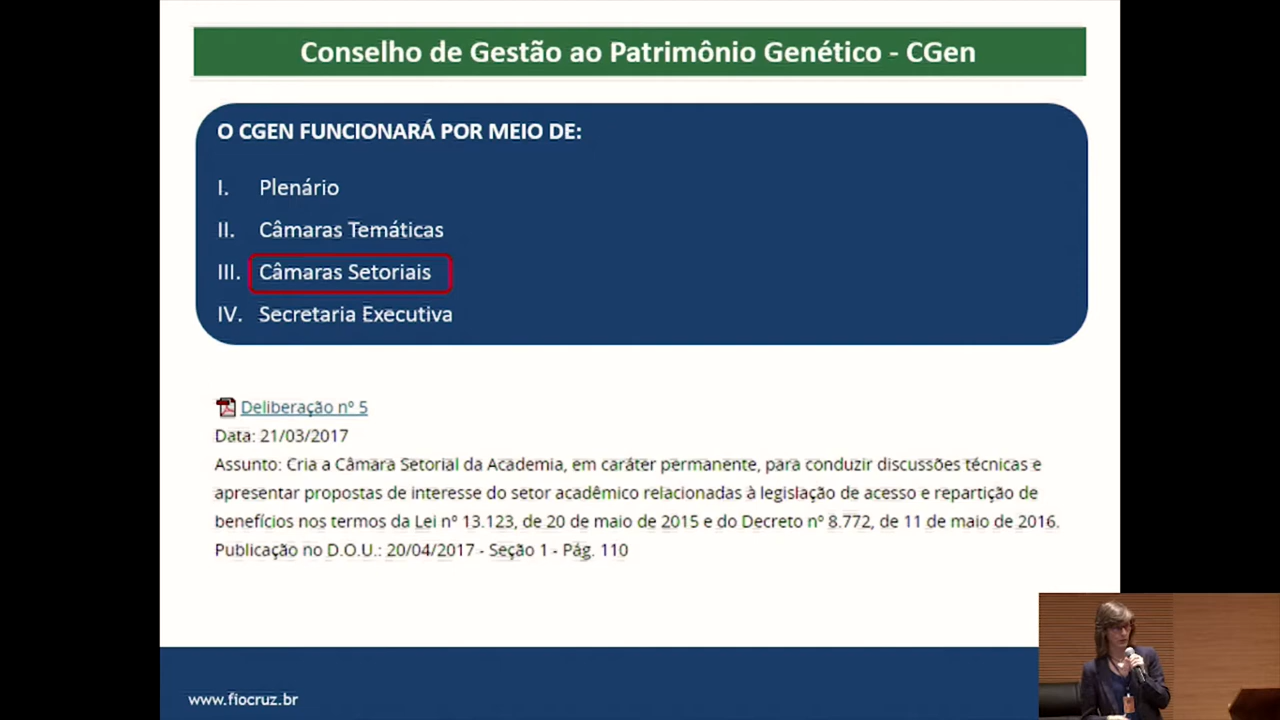 Conselho de Gestão ao Patrimônio Genético - CGen
O CGEN FUNCIONARÁ POR MEIO DE:
I. Plenário
II. Câmaras Temáticas
III. Câmaras Setoriais
IV. Secretaria Executiva
Deliberação nº 5
Data: 21/03/2017
Assunto: Cria a Câmara Setorial da Academia, em caráter permanente, para conduzir discussões técnicas e
apresentar propostas de interesse do setor acadêmico relacionadas à legislação de acesso e repartição de
benefícios nos termos da Lei nº 13.123, de 20 de maio de 2015 e do Decreto nº 8.772, de 11 de maio de 2016.
Publicação no D.O.U.: 20/04/2017 - Seção 1 - Pág. 110
www.fiocruz.br